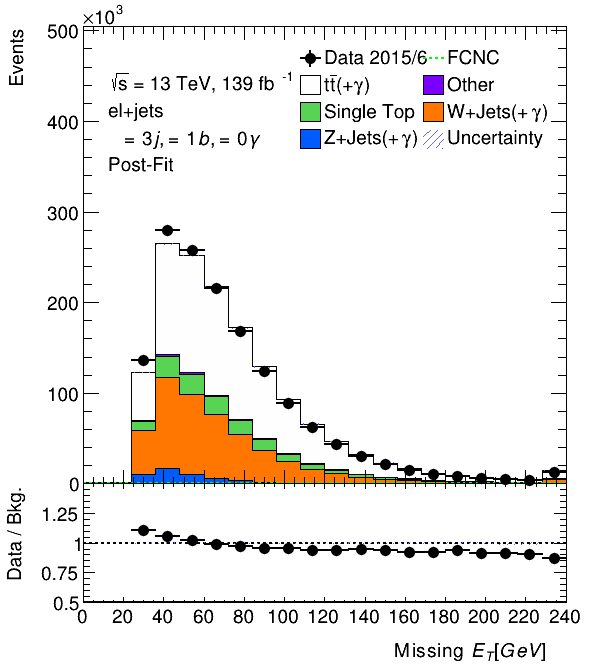 ×10³
500
400
300
200
100
0
Events
√s = 13 TeV, 139 fb⁻¹
el+jets
= 3j, = 1b, = 0γ
Post-Fit
Data 2015/6
FCNC
tt̄(+γ)
Other
Single Top
W+Jets(+γ)
Z+Jets(+γ)
Uncertainty
Data / Bkg.
1.25
1
0.75
0.5
0 20 40 60 80 100 120 140 160 180 200 220 240
Missing E_T[GeV]